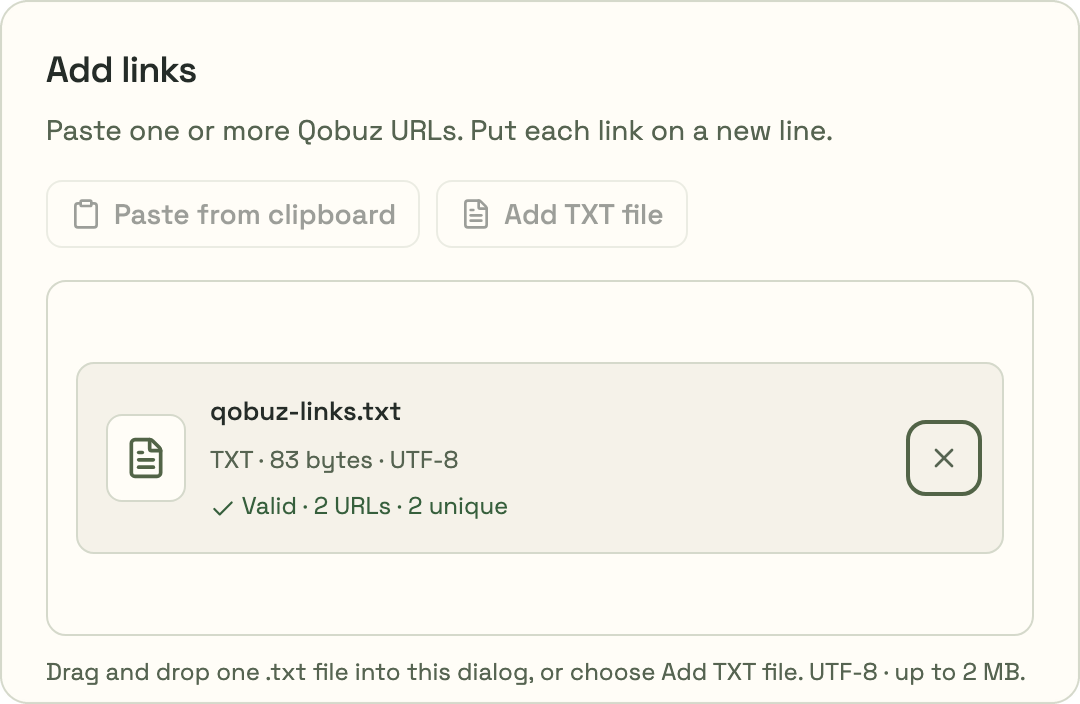 Add links
Paste one or more Qobuz URLs. Put each link on a new line.
Paste from clipboard
Add TXT file
qobuz-links.txt
TXT · 83 bytes · UTF-8
Valid · 2 URLs · 2 unique
Drag and drop one .txt file into this dialog, or choose Add TXT file. UTF-8 · up to 2 MB.